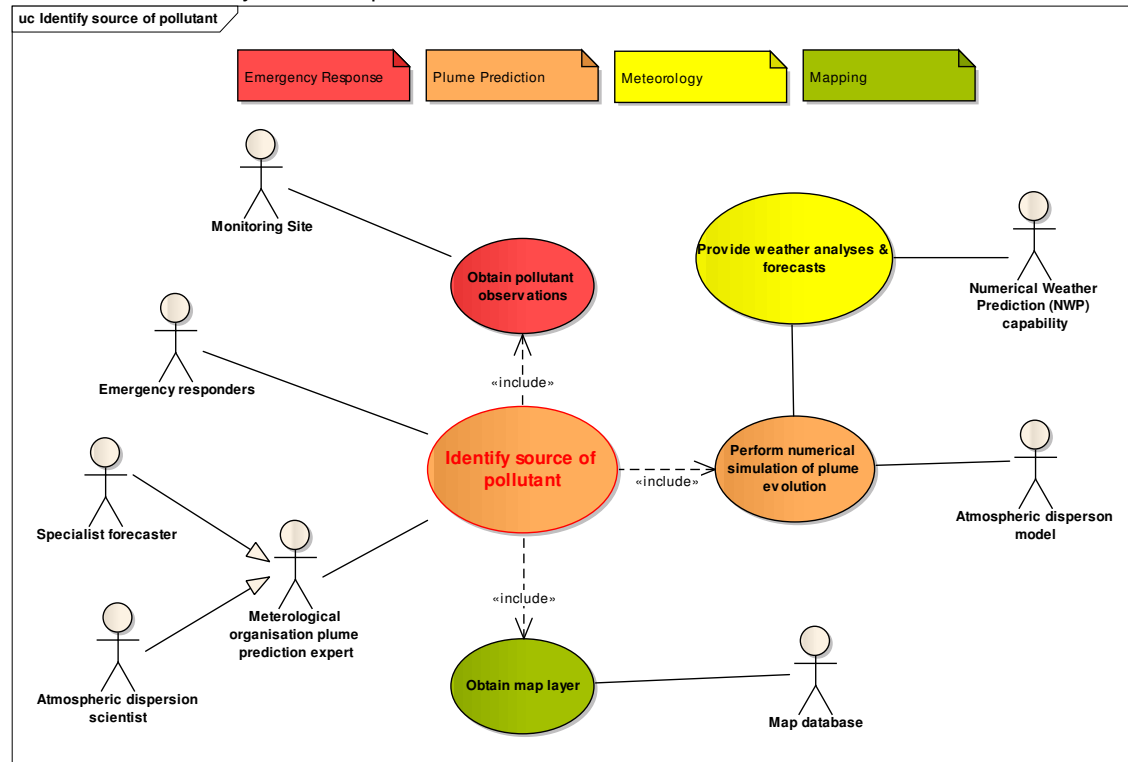 uc Identify source of pollutant
Emergency Response
Plume Prediction
Meteorology
Mapping
Monitoring Site
Obtain pollutant
observations
Provide weather analyses &
forecasts
Numerical Weather
Prediction (NWP)
capability
Emergency responders
«include»
Identify source of
pollutant
«include»
Perform numerical
simulation of plume
evolution
Atmospheric disperson
model
Specialist forecaster
Meterological
organisation plume
prediction expert
«include»
Atmospheric dispersion
scientist
Obtain map layer
Map database